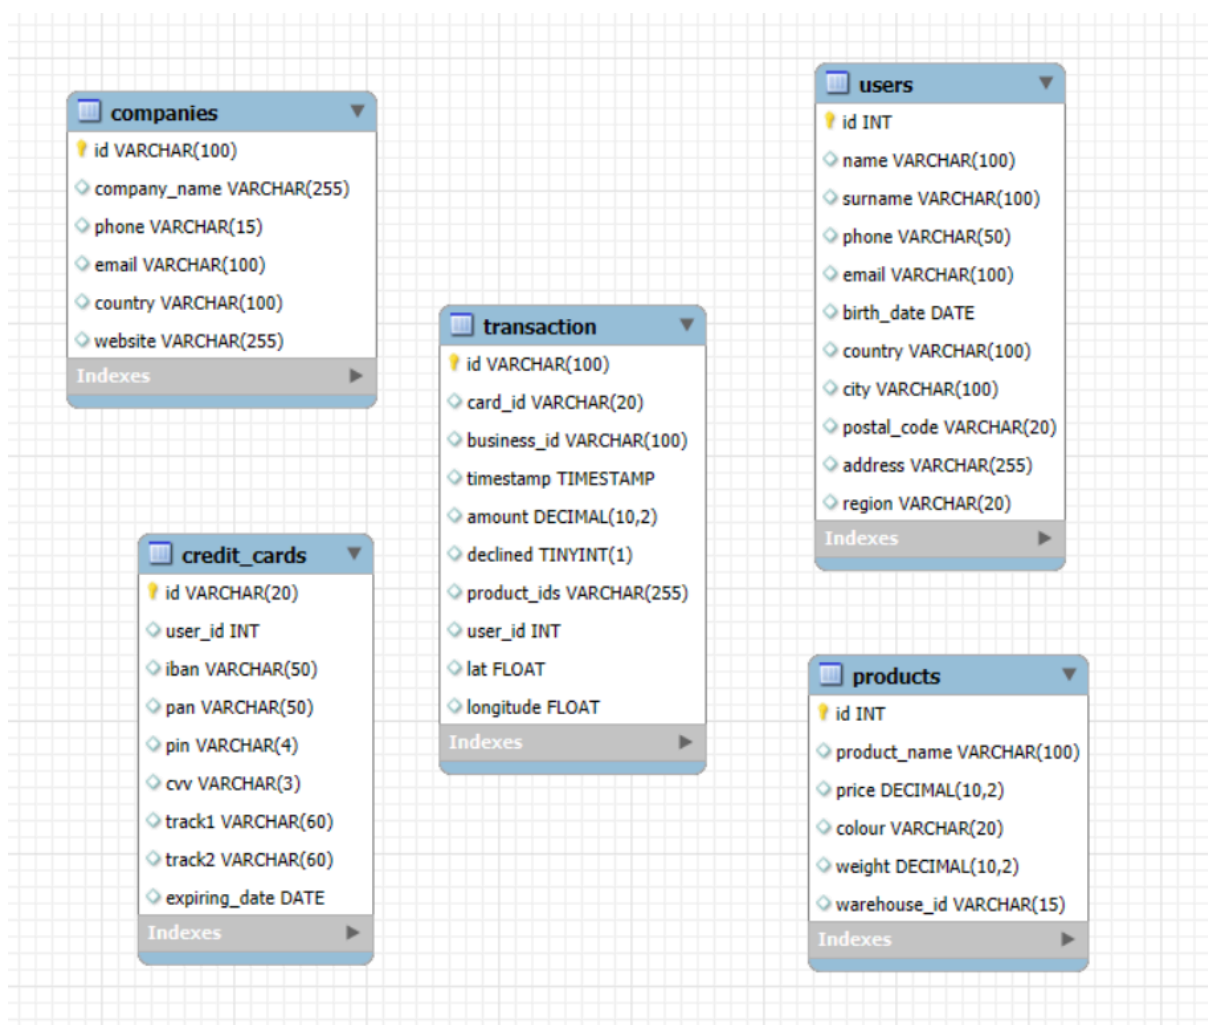 companies
id VARCHAR(100)
company_name VARCHAR(255)
phone VARCHAR(15)
email VARCHAR(100)
country VARCHAR(100)
website VARCHAR(255)
Indexes
users
id INT
name VARCHAR(100)
surname VARCHAR(100)
phone VARCHAR(50)
email VARCHAR(100)
birth_date DATE
country VARCHAR(100)
city VARCHAR(100)
postal_code VARCHAR(20)
address VARCHAR(255)
region VARCHAR(20)
Indexes
transaction
id VARCHAR(100)
card_id VARCHAR(20)
business_id VARCHAR(100)
timestamp TIMESTAMP
amount DECIMAL(10,2)
declined TINYINT(1)
product_ids VARCHAR(255)
user_id INT
lat FLOAT
longitude FLOAT
Indexes
credit_cards
id VARCHAR(20)
user_id INT
iban VARCHAR(50)
pan VARCHAR(50)
pin VARCHAR(4)
cvv VARCHAR(3)
track1 VARCHAR(60)
track2 VARCHAR(60)
expiring_date DATE
Indexes
products
id INT
product_name VARCHAR(100)
price DECIMAL(10,2)
colour VARCHAR(20)
weight DECIMAL(10,2)
warehouse_id VARCHAR(15)
Indexes